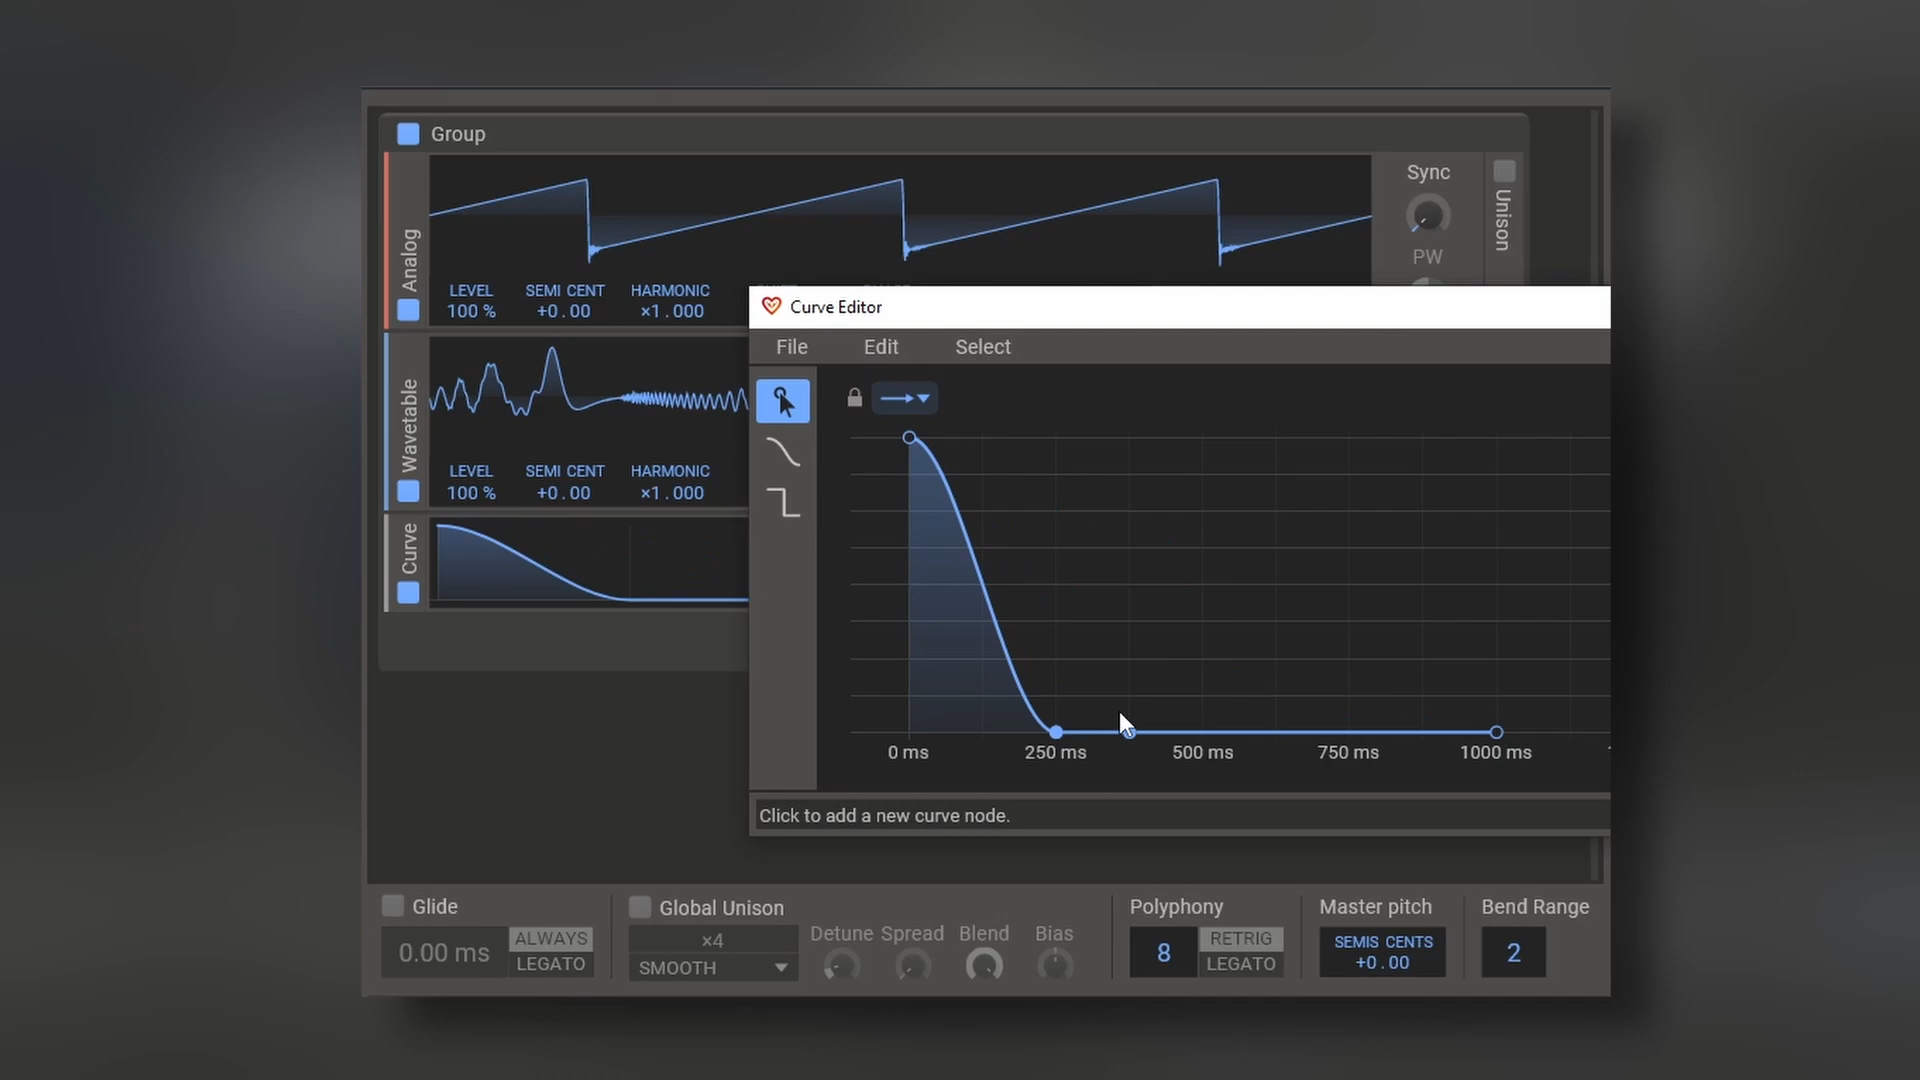 Group
Analog
Sync
PW
Unison
LEVEL SEMI CENT HARMONIC
100 % +0.00 ×1.000
Curve Editor
File Edit Select
Wavetable
LEVEL SEMI CENT HARMONIC
100 % +0.00 ×1.000
Curve
0 ms 250 ms 500 ms 750 ms 1000 ms
Click to add a new curve node.
Glide
0.00 ms
ALWAYS
LEGATO
Global Unison
×4
SMOOTH
Detune Spread Blend Bias
Polyphony
8
RETRIG
LEGATO
Master pitch
SEMIS CENTS
+0.00
Bend Range
2